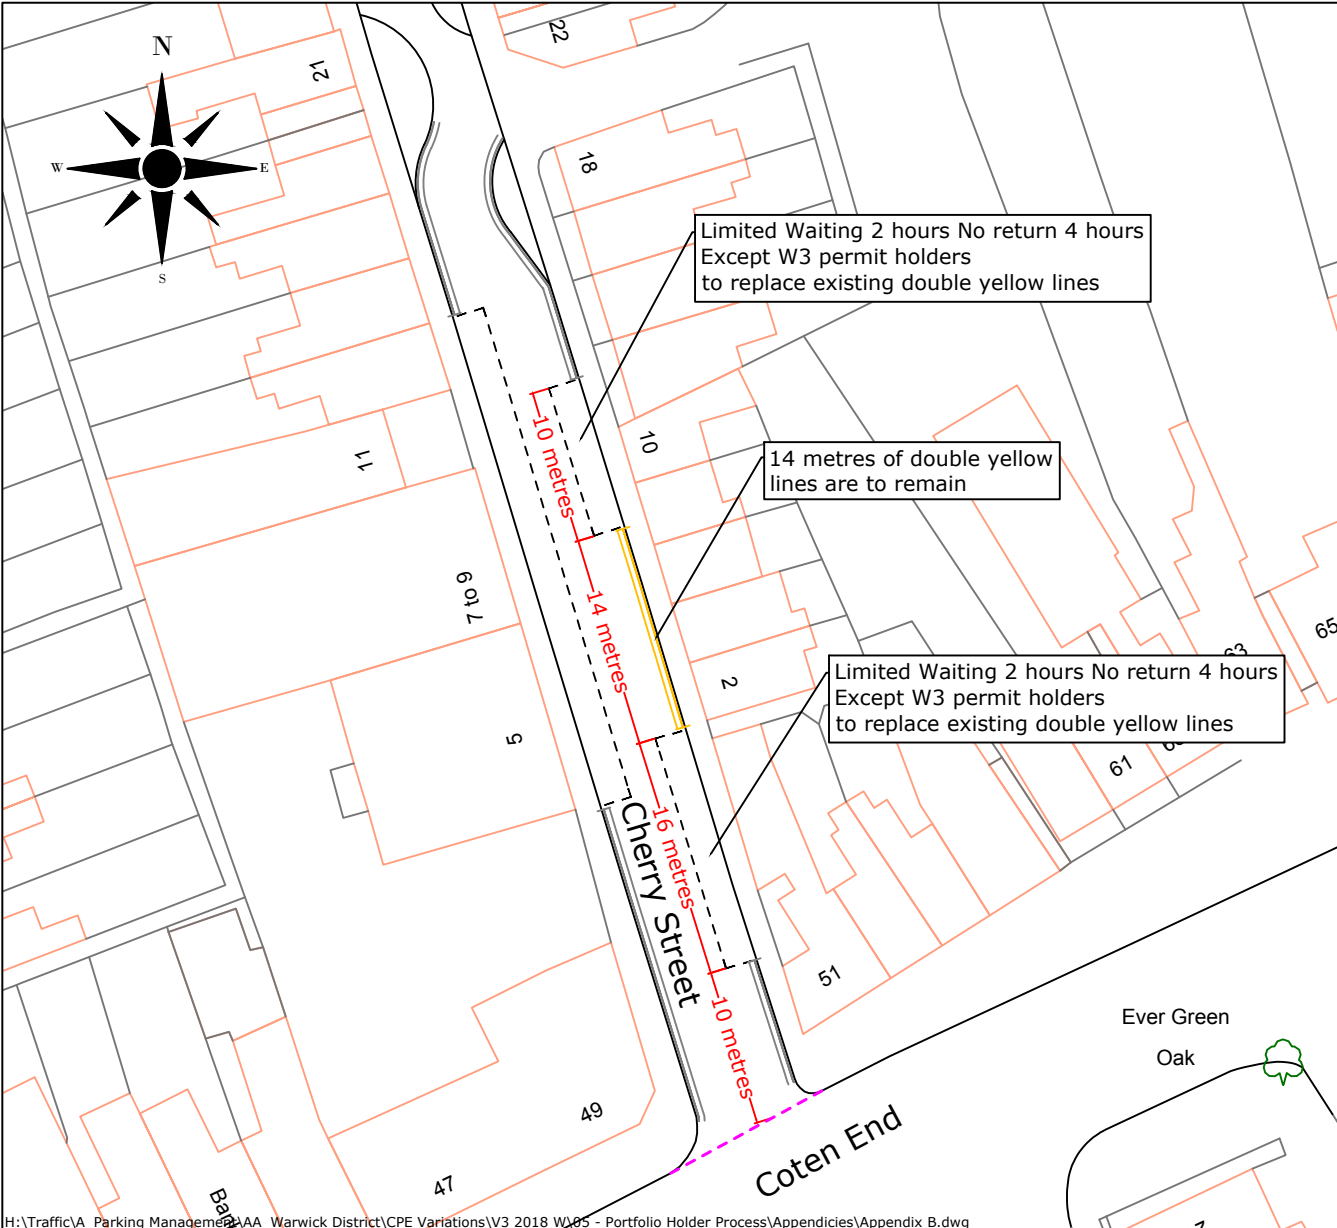 22
N
21
W
E
S
18
Limited Waiting 2 hours No return 4 hours
Except W3 permit holders
to replace existing double yellow lines
10 metres
10
11
14 metres of double yellow
lines are to remain
7 to 9
14 metres
65
63
2
Limited Waiting 2 hours No return 4 hours
Except W3 permit holders
to replace existing double yellow lines
5
61
16 metres
Cherry Street
51
10 metres
Ever Green
Oak
49
Coten End
47
H:\Traffic\A Parking Management\AA Warwick District\CPE Variations\V3 2018 W\05 - Portfolio Holder Process\Appendicies\Appendix B.dwg